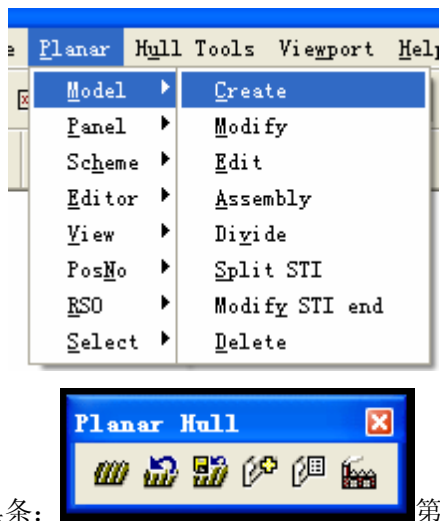 Planar Hull Tools Viewport Help
Model Create
Panel Modify
Scheme Edit
Editor Assembly
View Divide
PosNo Split STI
RSO Modify STI end
Select Delete
Planar Hull
条： 第